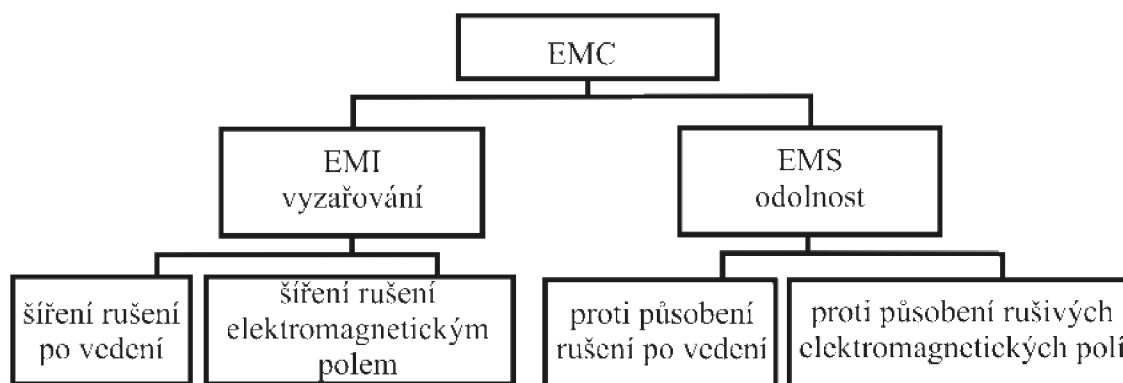 EMC
EMI
vyzařování
EMS
odolnost
šíření rušení
po vedení
šíření rušení
elektromagnetickým
polem
proti působení
rušení po vedení
proti působení rušivých
elektromagnetických polí